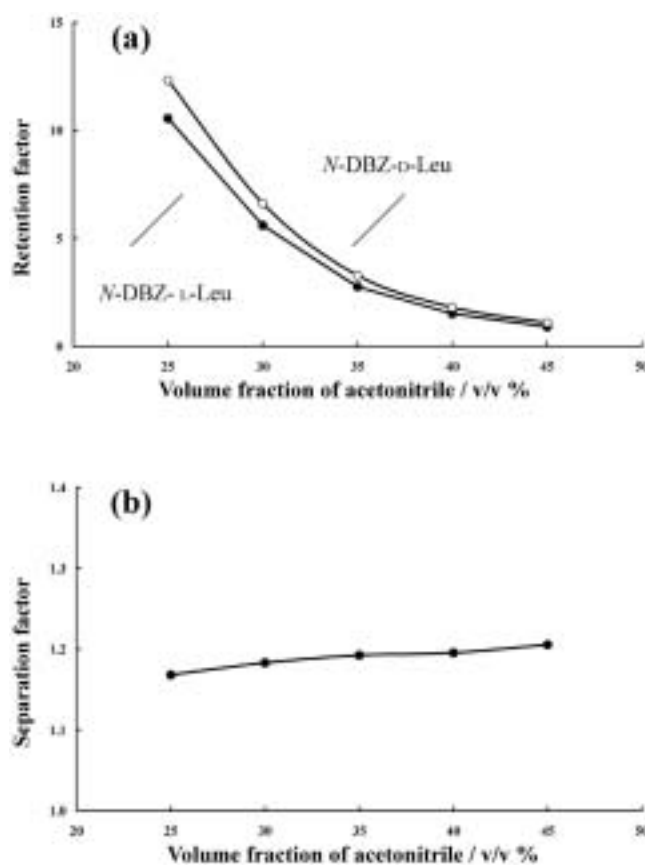 (a)
15
10
5
0
Retention factor
N-DBZ-D-Leu
N-DBZ- L-Leu
20 25 30 35 40 45 50
Volume fraction of acetonitrile / v/v %
(b)
1.4
1.3
1.2
1.1
1.0
Separation factor
20 25 30 35 40 45 50
Volume fraction of acetonitrile / v/v %